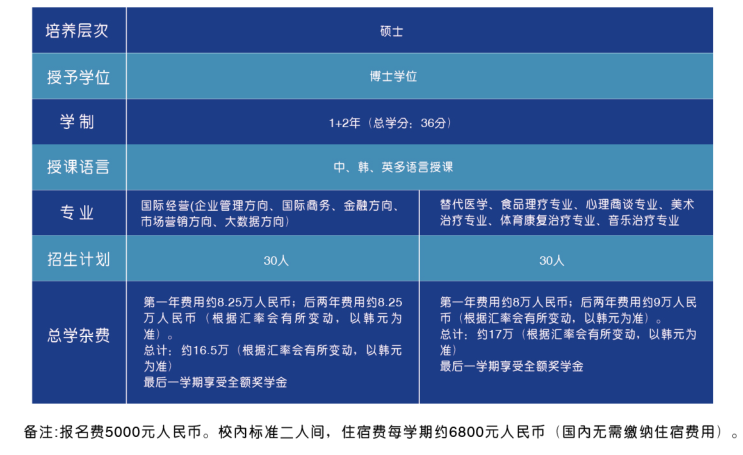 培养层次 硕士
授予学位 博士学位
学 制 1+2年（总学分：36分）
授课语言 中、韩、英多语言授课
专 业
国际经营(企业管理方向、国际商务、金融方向、
市场营销方向、大数据方向)
替代医学、食品理疗专业、心理商谈专业、美术
治疗专业、体育康复治疗专业、音乐治疗专业
招生计划 30人 30人
总学杂费
第一年费用约8.25万人民币；后两年费用约8.25
万人民币（根据汇率会有所变动，以韩元为
准）。
总计：约16.5万（根据汇率会有所变动，以韩元
为准）
最后一学期享受全额奖学金
第一年费用约8万人民币；后两年费用约9万人民
币（根据汇率会有所变动，以韩元为准）。
总计：约17万（根据汇率会有所变动，以韩元为
准）
最后一学期享受全额奖学金
备注:报名费5000元人民币。校内标准二人间，住宿费每学期约6800元人民币（国内无需缴纳住宿费用）。